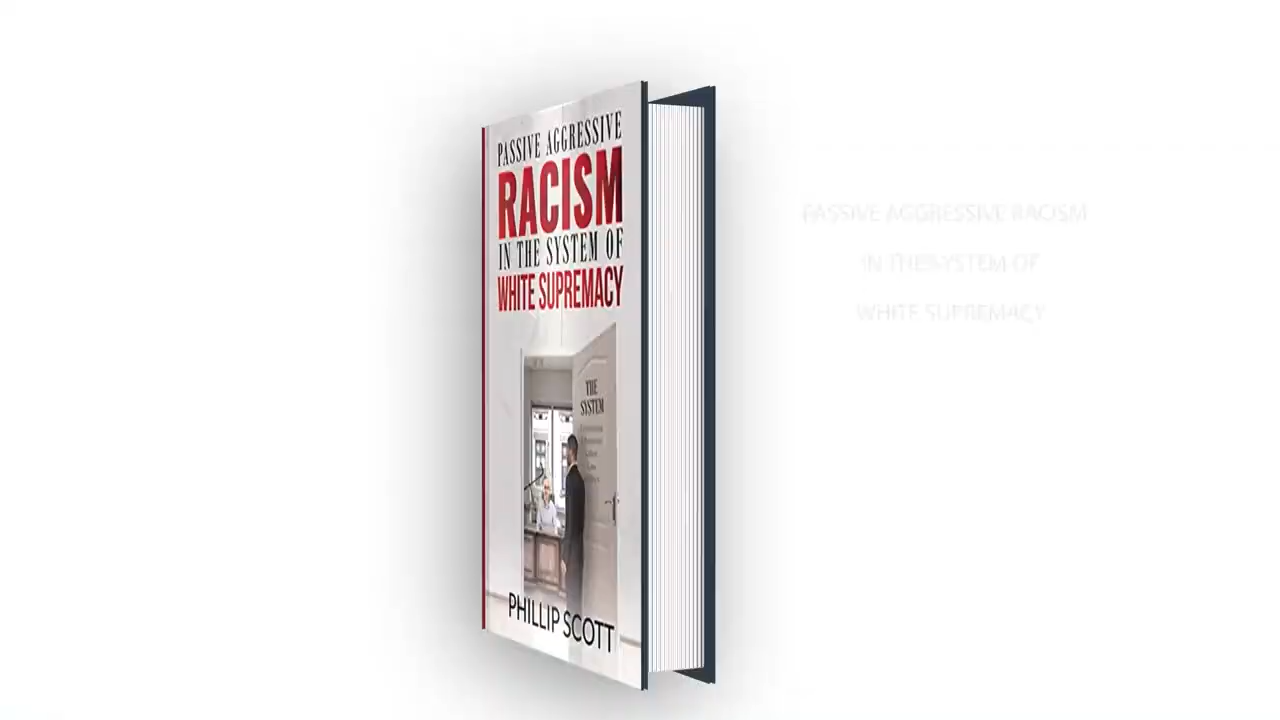 PASSIVE AGGRESSIVE
RACISM
IN THE SYSTEM OF
WHITE SUPREMACY
THE
SYSTEM
PHILLIP SCOTT
PASSIVE AGGRESSIVE RACISM
IN THE SYSTEM OF
WHITE SUPREMACY